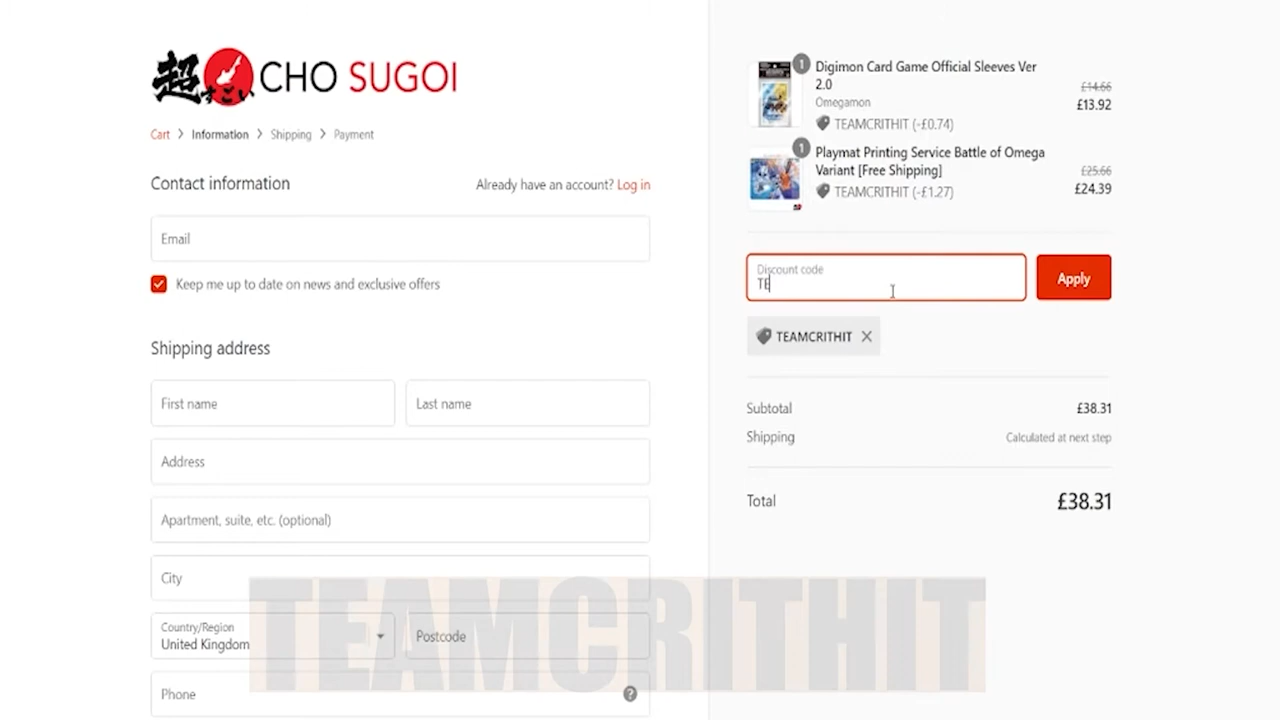 超すごい CHO SUGOI
Cart > Information > Shipping > Payment
Contact information
Already have an account? Log in
Email
Keep me up to date on news and exclusive offers
Shipping address
First name
Last name
Address
Apartment, suite, etc. (optional)
City
Country/Region
United Kingdom
Postcode
Phone
?
1
Digimon Card Game Official Sleeves Ver
2.0
Omegamon
TEAMCRITHIT (-£0.74)
£14.66
£13.92
1
Playmat Printing Service Battle of Omega
Variant [Free Shipping]
TEAMCRITHIT (-£1.27)
£25.66
£24.39
Discount code
TE
Apply
TEAMCRITHIT
Subtotal £38.31
Shipping Calculated at next step
Total £38.31
TEAMCRITHIT